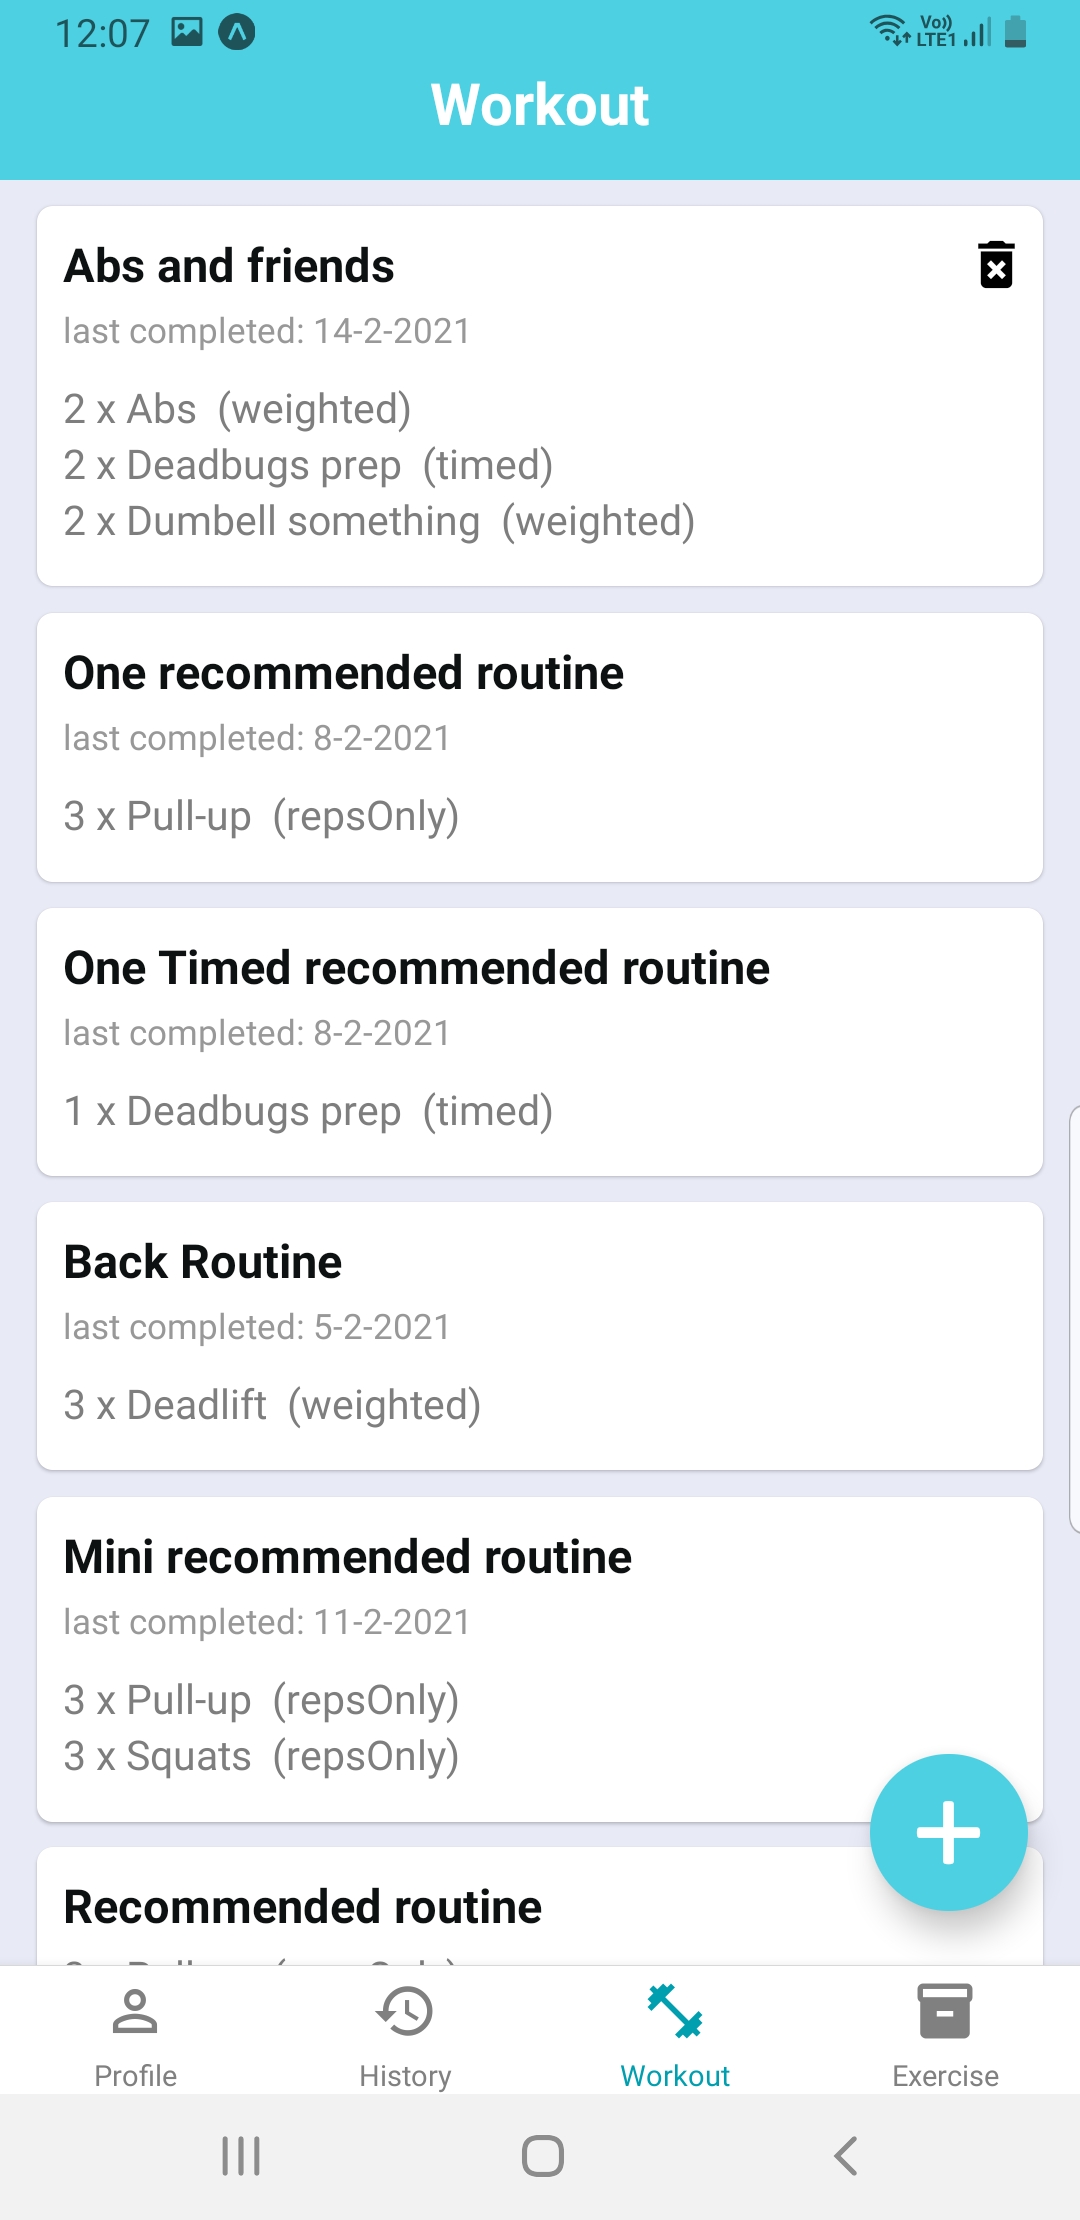 12:07
Vo))
LTE1
Workout
Abs and friends
last completed: 14-2-2021
2 x Abs (weighted)
2 x Deadbugs prep (timed)
2 x Dumbell something (weighted)
One recommended routine
last completed: 8-2-2021
3 x Pull-up (repsOnly)
One Timed recommended routine
last completed: 8-2-2021
1 x Deadbugs prep (timed)
Back Routine
last completed: 5-2-2021
3 x Deadlift (weighted)
Mini recommended routine
last completed: 11-2-2021
3 x Pull-up (repsOnly)
3 x Squats (repsOnly)
Recommended routine
Profile
History
Workout
Exercise